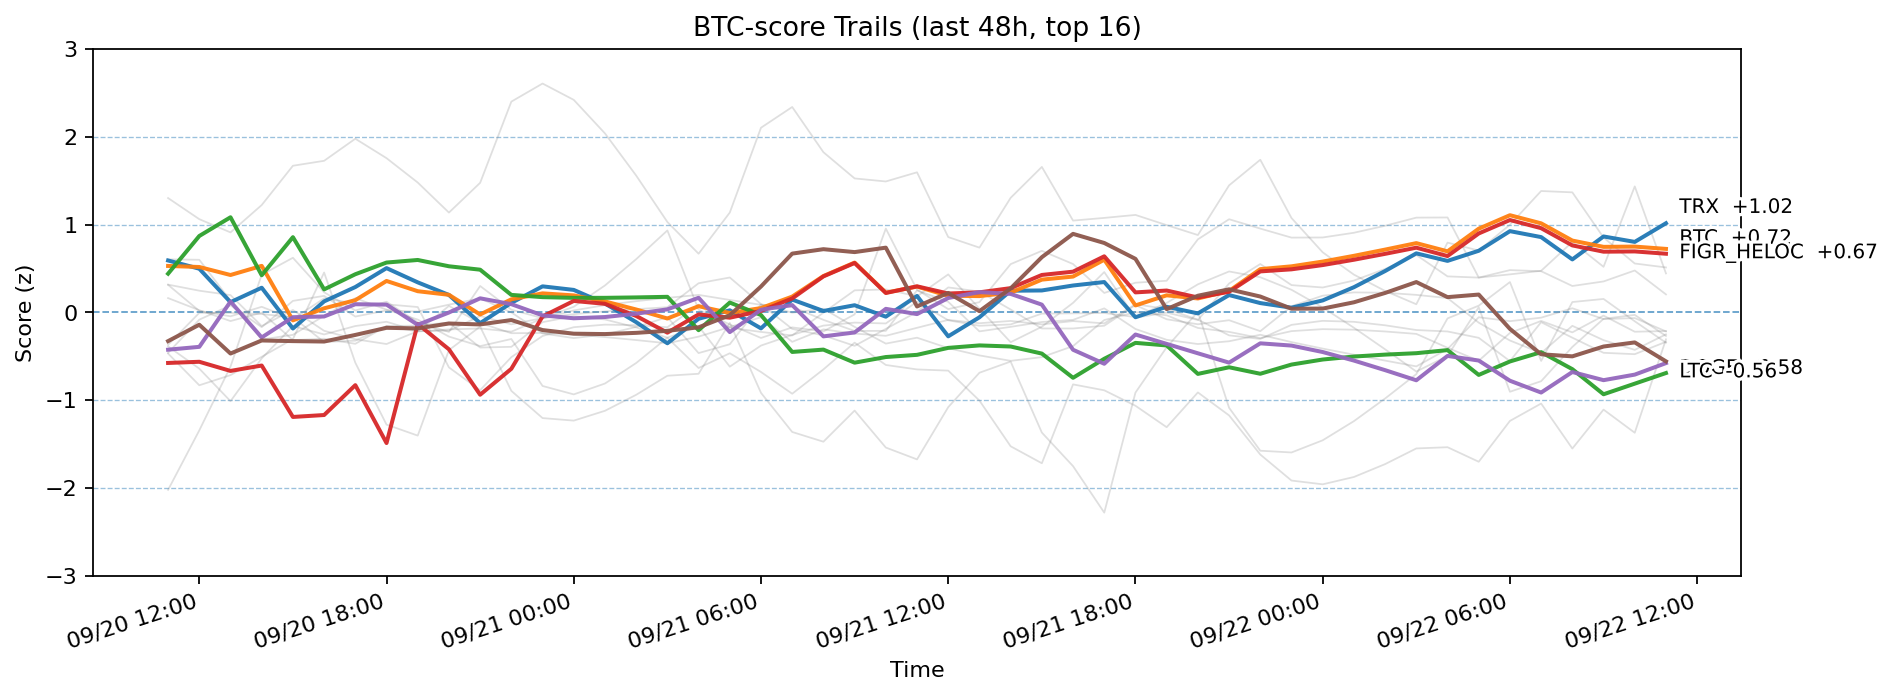 BTC-score Trails (last 48h, top 16)
3
2
1
0
−1
−2
−3
Score (z)
TRX +1.02
BTC +0.72
FIGR_HELOC +0.67
LTC −0.56
58
09/20 12:00
09/20 18:00
09/21 00:00
09/21 06:00
09/21 12:00
09/21 18:00
09/22 00:00
09/22 06:00
09/22 12:00
Time